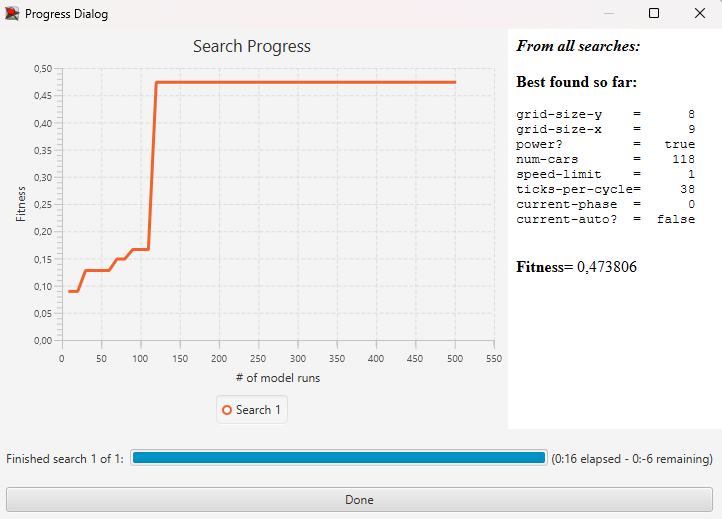 Progress Dialog
Search Progress
0,50
0,45
0,40
0,35
0,30
0,25
0,20
0,15
0,10
0,05
0,00
Fitness
0 50 100 150 200 250 300 350 400 450 500 550
# of model runs
Search 1
From all searches:
Best found so far:
grid-size-y = 8
grid-size-x = 9
power? = true
num-cars = 118
speed-limit = 1
ticks-per-cycle= 38
current-phase = 0
current-auto? = false
Fitness= 0,473806
Finished search 1 of 1: (0:16 elapsed - 0:-6 remaining)
Done